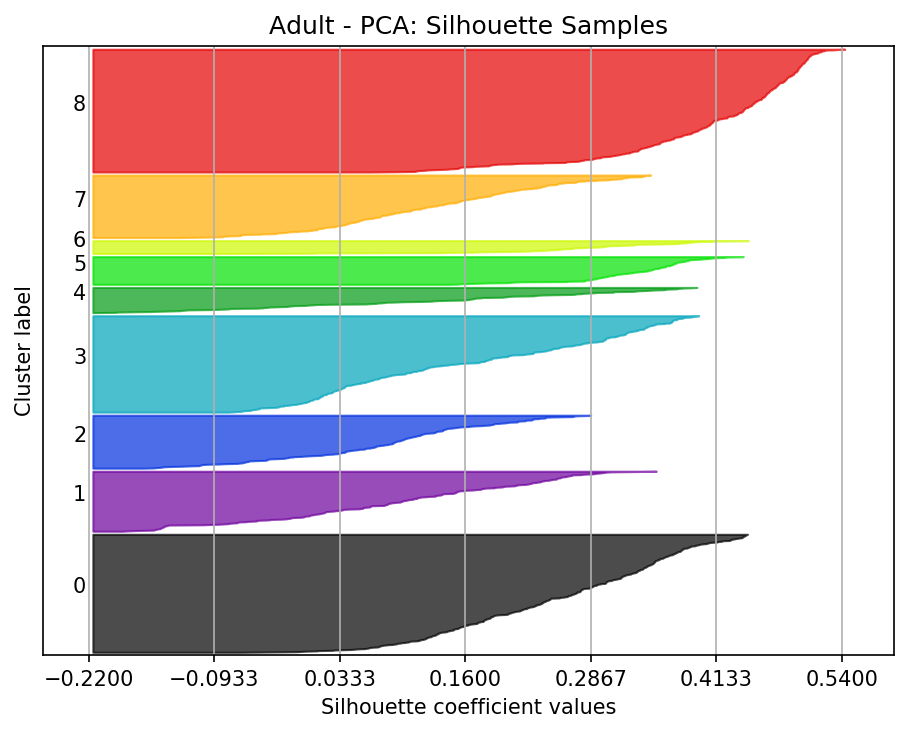 Adult - PCA: Silhouette Samples
Cluster label
8
7
6
5
4
3
2
1
0
−0.2200 −0.0933 0.0333 0.1600 0.2867 0.4133 0.5400
Silhouette coefficient values